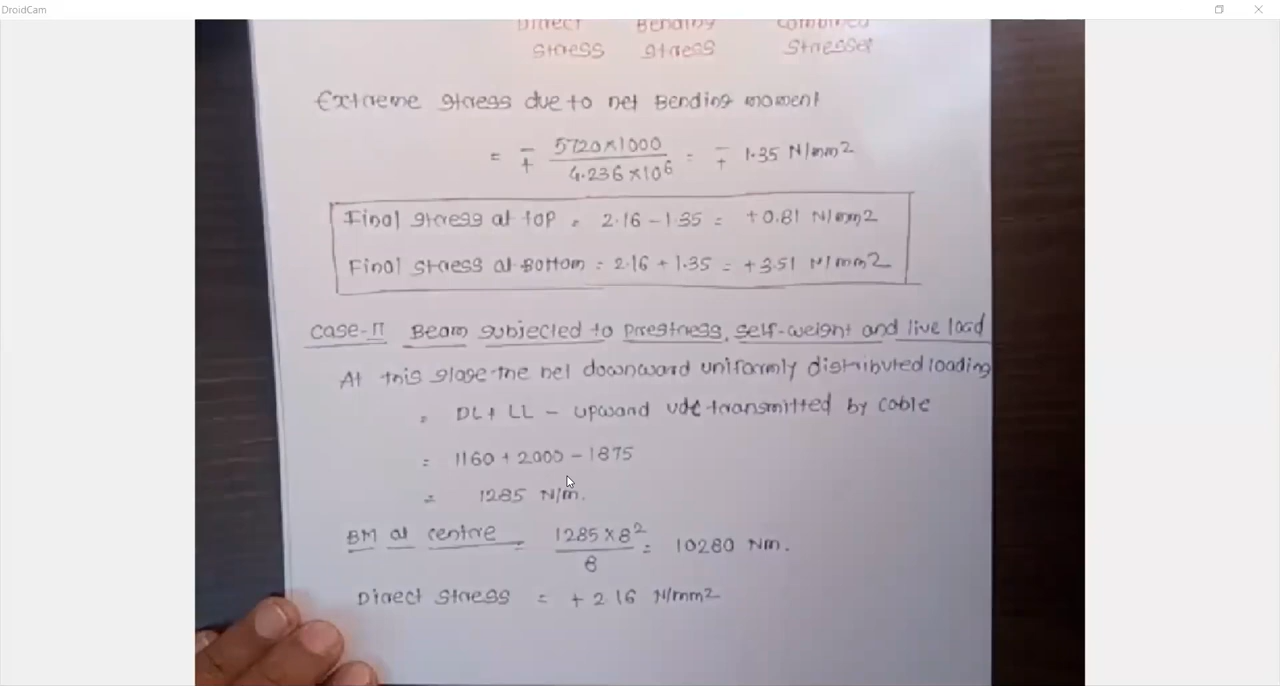 DroidCam
Direct Bending Combined
Stress Stress Stresses
Extreme stress due to net Bending moment
= ∓ 5720×1000 / 4.236×10⁶ = ∓ 1.35 N/mm2
Final stress at top = 2.16 - 1.35 = +0.81 N/mm2
Final stress at Bottom = 2.16 + 1.35 = +3.51 N/mm2
Case-II Beam subjected to prestress, self-weight and live load
At this stage the net downward uniformly distributed loading
= DL + LL - upward udl transmitted by cable
= 1160 + 2000 - 1875
= 1285 N/m.
BM at centre = 1285 × 8² / 8 = 10280 Nm.
Direct stress = + 2.16 N/mm2